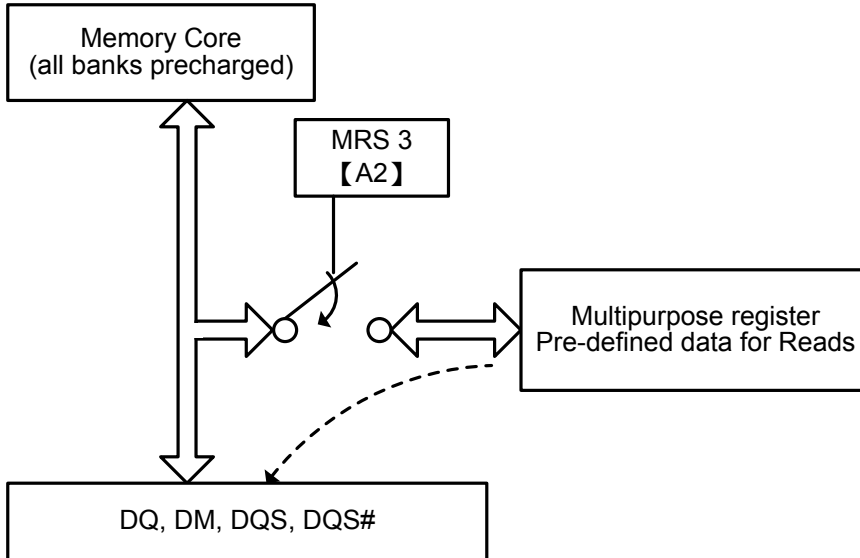 Memory Core
(all banks precharged)
MRS 3
【A2】
Multipurpose register
Pre-defined data for Reads
DQ, DM, DQS, DQS#